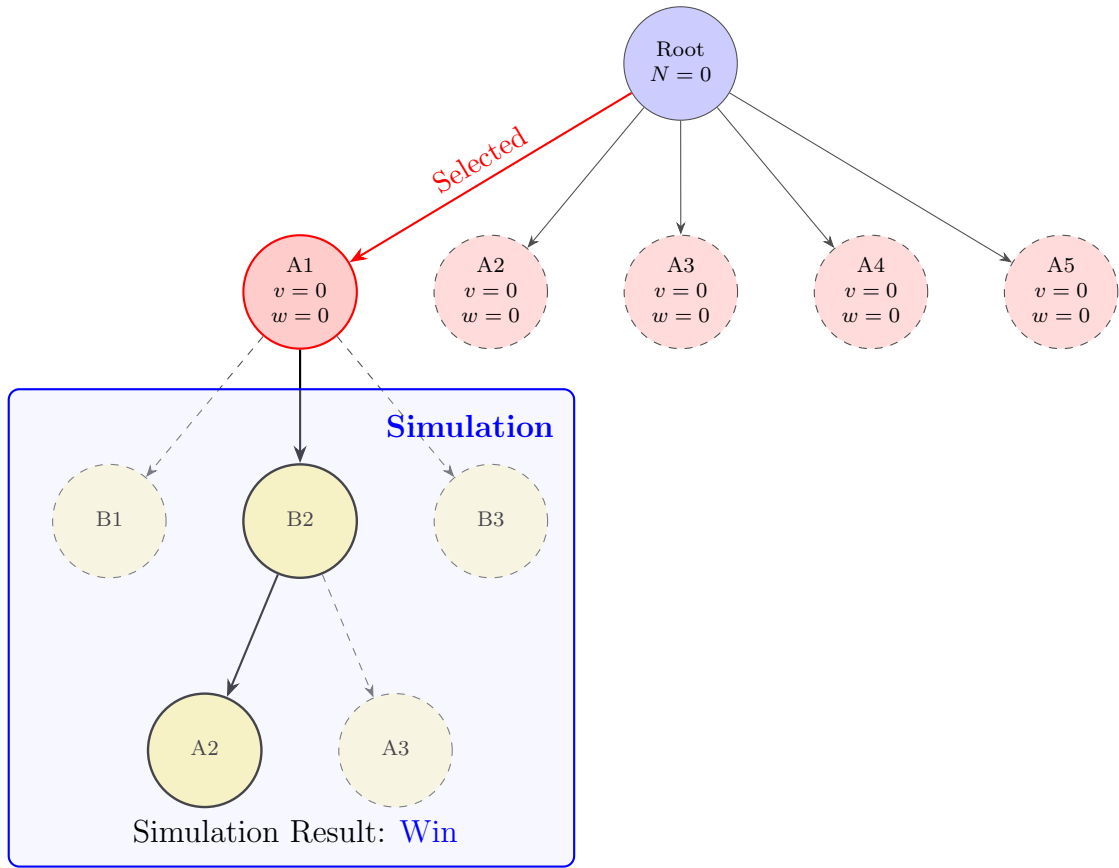 Root
N = 0
Selected
A1
v = 0
w = 0
A2
v = 0
w = 0
A3
v = 0
w = 0
A4
v = 0
w = 0
A5
v = 0
w = 0
Simulation
B1
B2
B3
A2
A3
Simulation Result: Win